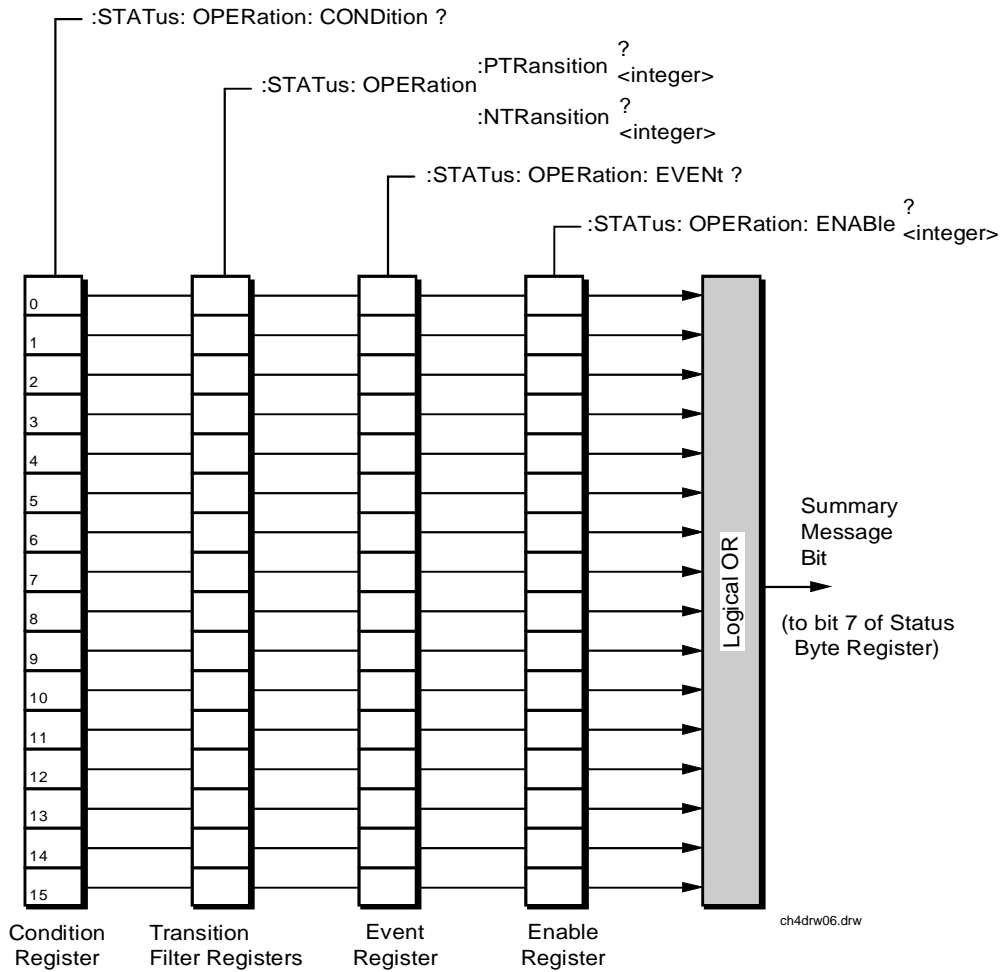 :STATus: OPERation: CONDition ?
:STATus: OPERation
:PTRansition ? <integer>
:NTRansition ? <integer>
:STATus: OPERation: EVENt ?
:STATus: OPERation: ENABle ? <integer>
0
1
2
3
4
5
6
7
8
9
10
11
12
13
14
15
Logical OR
Summary
Message
Bit
(to bit 7 of Status
Byte Register)
Condition
Register
Transition
Filter Registers
Event
Register
Enable
Register
ch4drw06.drw